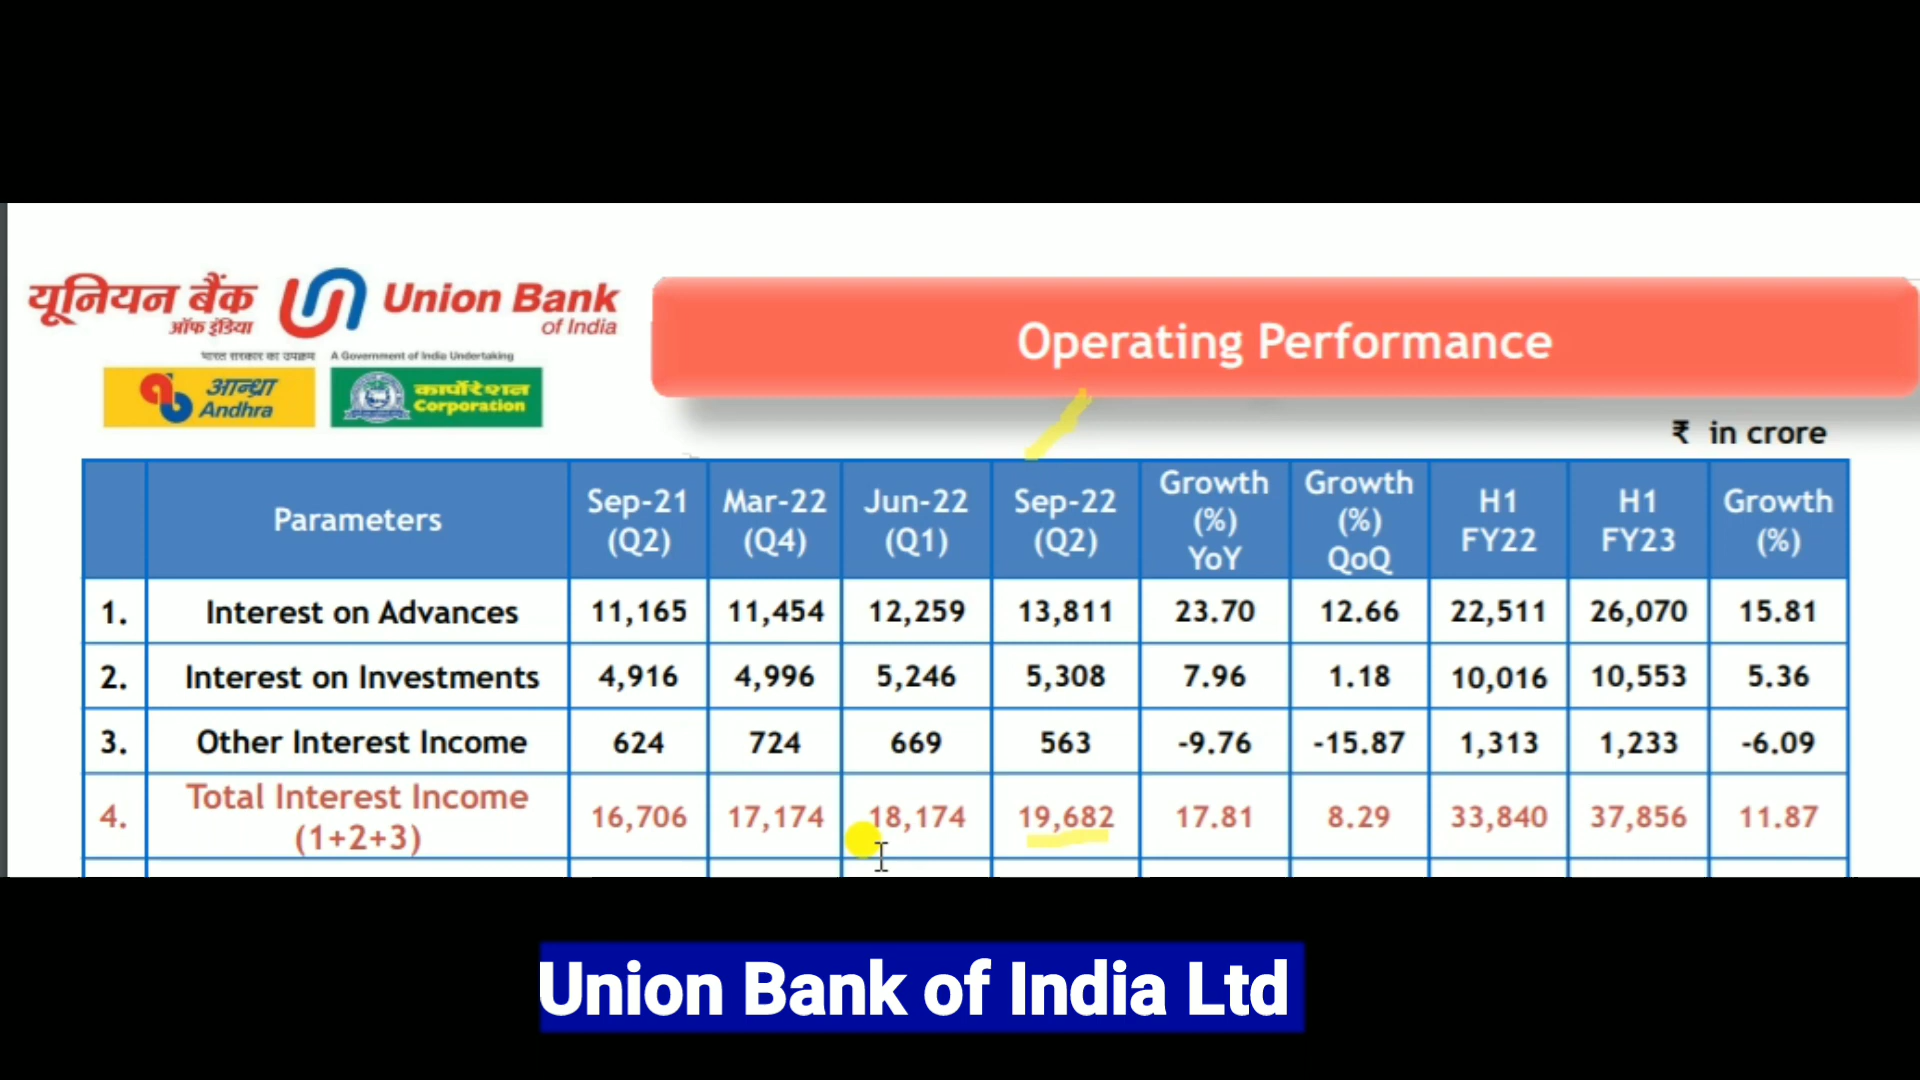 यूनियन बैंक Union Bank
ऑफ इंडिया of India
भारत सरकार का उपक्रम A Government of India Undertaking
आन्ध्रा
Andhra
कार्पोरेशन
Corporation
Operating Performance
₹ in crore
Parameters Sep-21 (Q2) Mar-22 (Q4) Jun-22 (Q1) Sep-22 (Q2) Growth (%) YoY Growth (%) QoQ H1 FY22 H1 FY23 Growth (%)
1. Interest on Advances 11,165 11,454 12,259 13,811 23.70 12.66 22,511 26,070 15.81
2. Interest on Investments 4,916 4,996 5,246 5,308 7.96 1.18 10,016 10,553 5.36
3. Other Interest Income 624 724 669 563 -9.76 -15.87 1,313 1,233 -6.09
4. Total Interest Income (1+2+3) 16,706 17,174 18,174 19,682 17.81 8.29 33,840 37,856 11.87
Union Bank of India Ltd